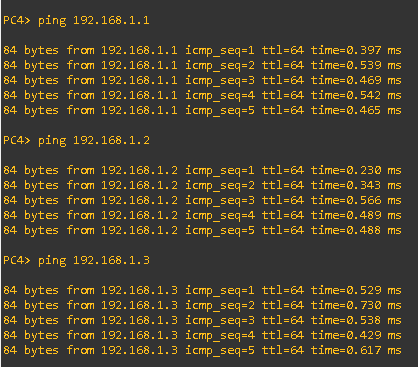 PC4> ping 192.168.1.1
84 bytes from 192.168.1.1 icmp_seq=1 ttl=64 time=0.397 ms
84 bytes from 192.168.1.1 icmp_seq=2 ttl=64 time=0.539 ms
84 bytes from 192.168.1.1 icmp_seq=3 ttl=64 time=0.469 ms
84 bytes from 192.168.1.1 icmp_seq=4 ttl=64 time=0.542 ms
84 bytes from 192.168.1.1 icmp_seq=5 ttl=64 time=0.465 ms
PC4> ping 192.168.1.2
84 bytes from 192.168.1.2 icmp_seq=1 ttl=64 time=0.230 ms
84 bytes from 192.168.1.2 icmp_seq=2 ttl=64 time=0.343 ms
84 bytes from 192.168.1.2 icmp_seq=3 ttl=64 time=0.566 ms
84 bytes from 192.168.1.2 icmp_seq=4 ttl=64 time=0.489 ms
84 bytes from 192.168.1.2 icmp_seq=5 ttl=64 time=0.488 ms
PC4> ping 192.168.1.3
84 bytes from 192.168.1.3 icmp_seq=1 ttl=64 time=0.529 ms
84 bytes from 192.168.1.3 icmp_seq=2 ttl=64 time=0.730 ms
84 bytes from 192.168.1.3 icmp_seq=3 ttl=64 time=0.538 ms
84 bytes from 192.168.1.3 icmp_seq=4 ttl=64 time=0.429 ms
84 bytes from 192.168.1.3 icmp_seq=5 ttl=64 time=0.617 ms